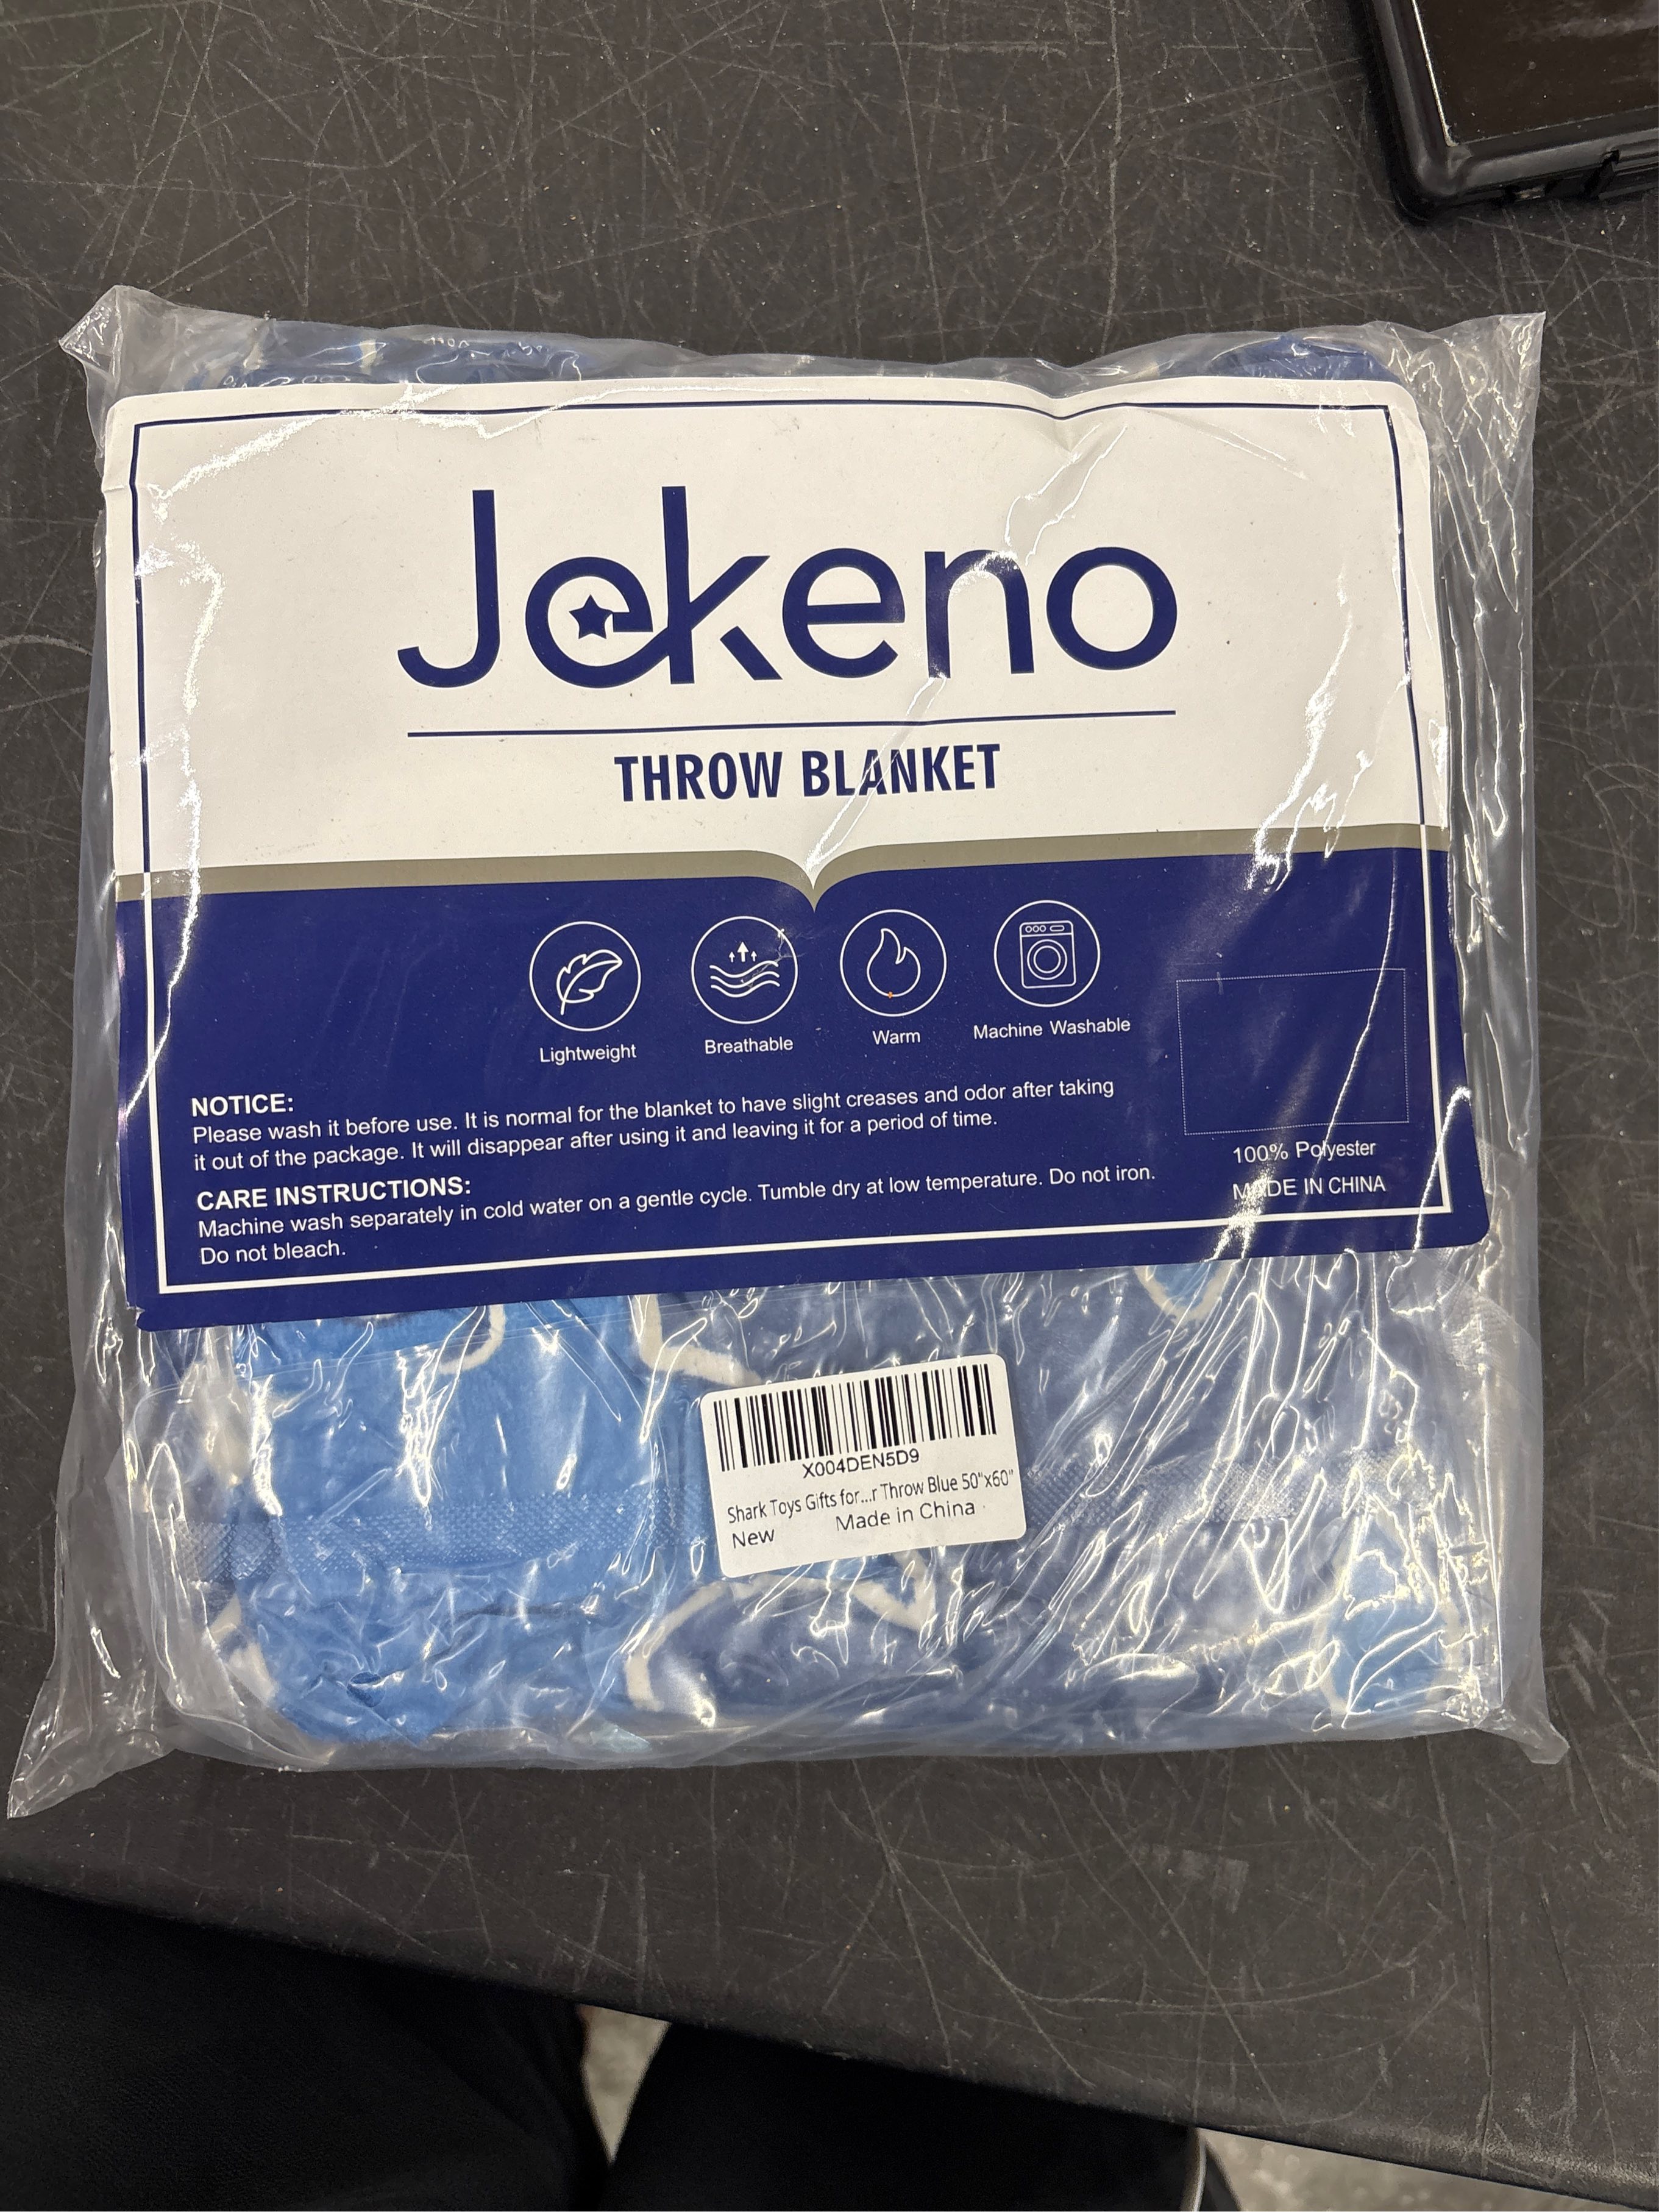 Jekeno
THROW BLANKET
Lightweight
Breathable
Warm
Machine Washable
NOTICE:
Please wash it before use. It is normal for the blanket to have slight creases and odor after taking
it out of the package. It will disappear after using it and leaving it for a period of time.
CARE INSTRUCTIONS:
Machine wash separately in cold water on a gentle cycle. Tumble dry at low temperature. Do not iron.
Do not bleach.
100% Polyester
MADE IN CHINA
X004DEN5D9
Shark Toys Gifts for...r Throw Blue 50"x60"
New Made in China